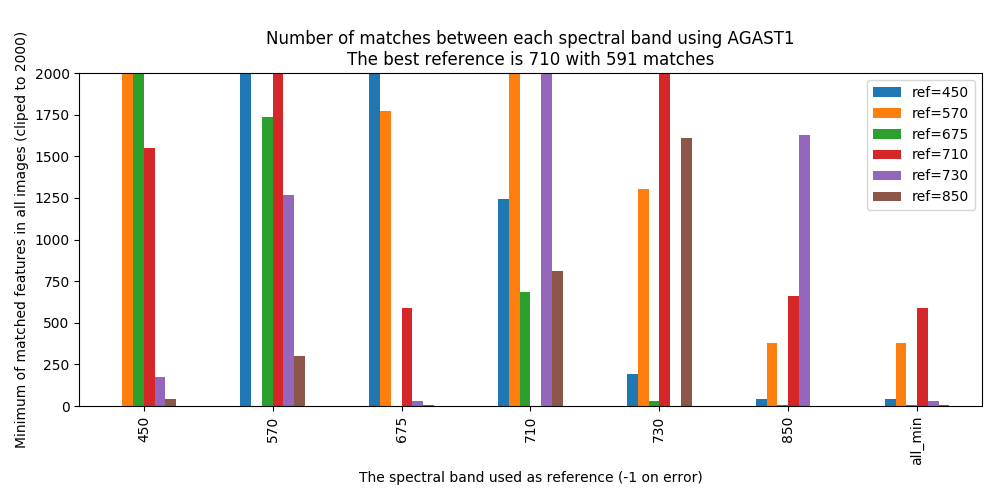 Number of matches between each spectral band using AGAST1
The best reference is 710 with 591 matches
Minimum of matched features in all images (cliped to 2000)
2000
1750
1500
1250
1000
750
500
250
0
ref=450
ref=570
ref=675
ref=710
ref=730
ref=850
450
570
675
710
730
850
all_min
The spectral band used as reference (-1 on error)